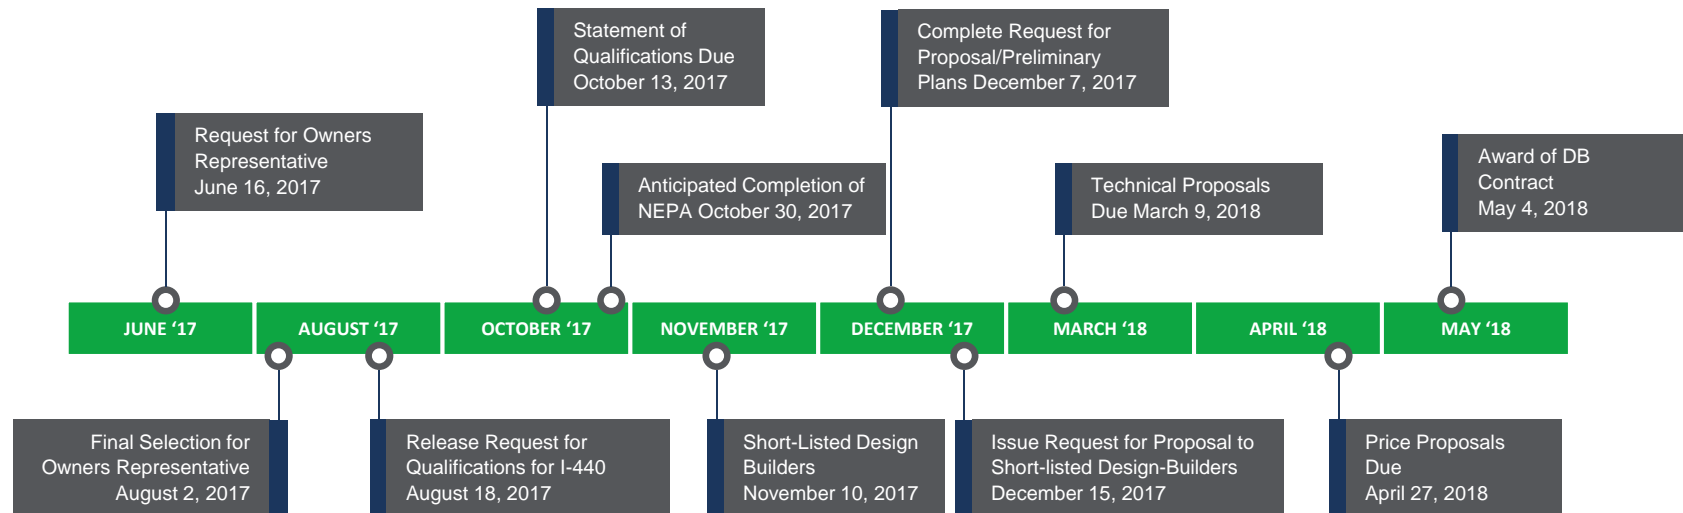 Statement of
Qualifications Due
October 13, 2017
Complete Request for
Proposal/Preliminary
Plans December 7, 2017
Request for Owners
Representative
June 16, 2017
Anticipated Completion of
NEPA October 30, 2017
Technical Proposals
Due March 9, 2018
Award of DB
Contract
May 4, 2018
JUNE ‘17
AUGUST ‘17
OCTOBER ‘17
NOVEMBER ‘17
DECEMBER ‘17
MARCH ‘18
APRIL ‘18
MAY ‘18
Final Selection for
Owners Representative
August 2, 2017
Release Request for
Qualifications for I-440
August 18, 2017
Short-Listed Design
Builders
November 10, 2017
Issue Request for Proposal to
Short-listed Design-Builders
December 15, 2017
Price Proposals
Due
April 27, 2018